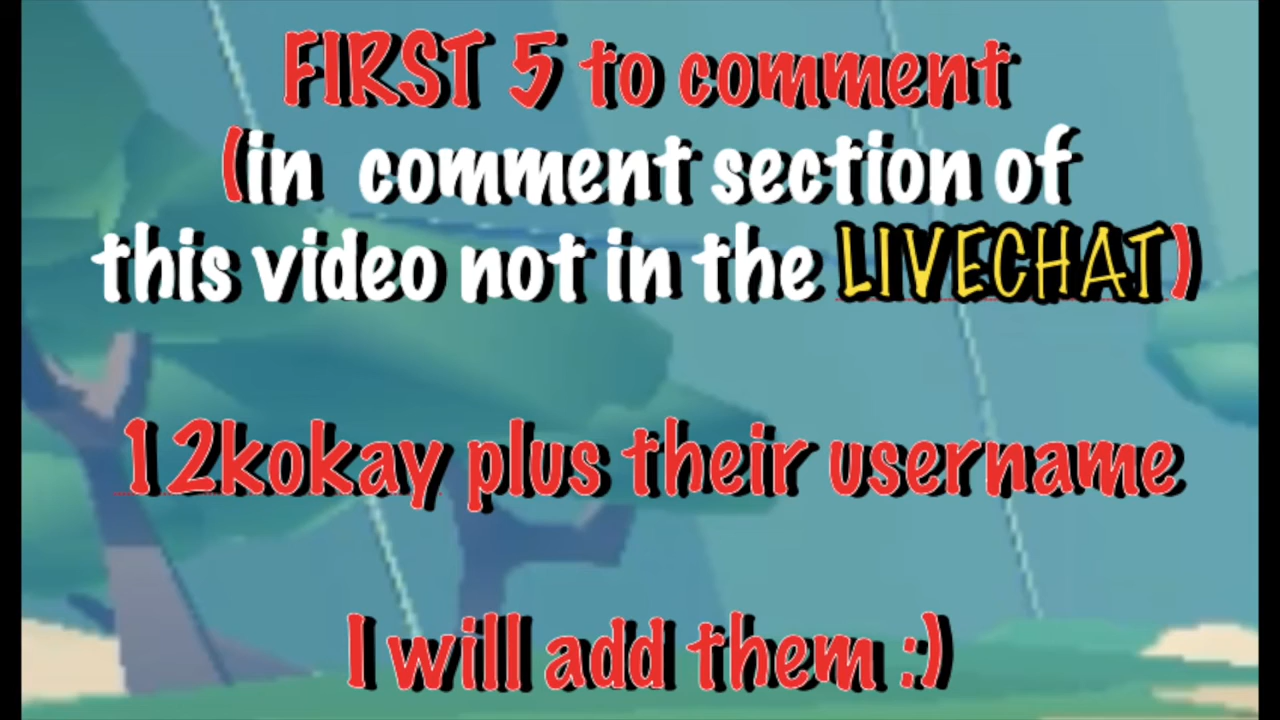 FIRST 5 to comment
(in comment section of
this video not in the LIVECHAT)
12kokay plus their username
I will add them :)